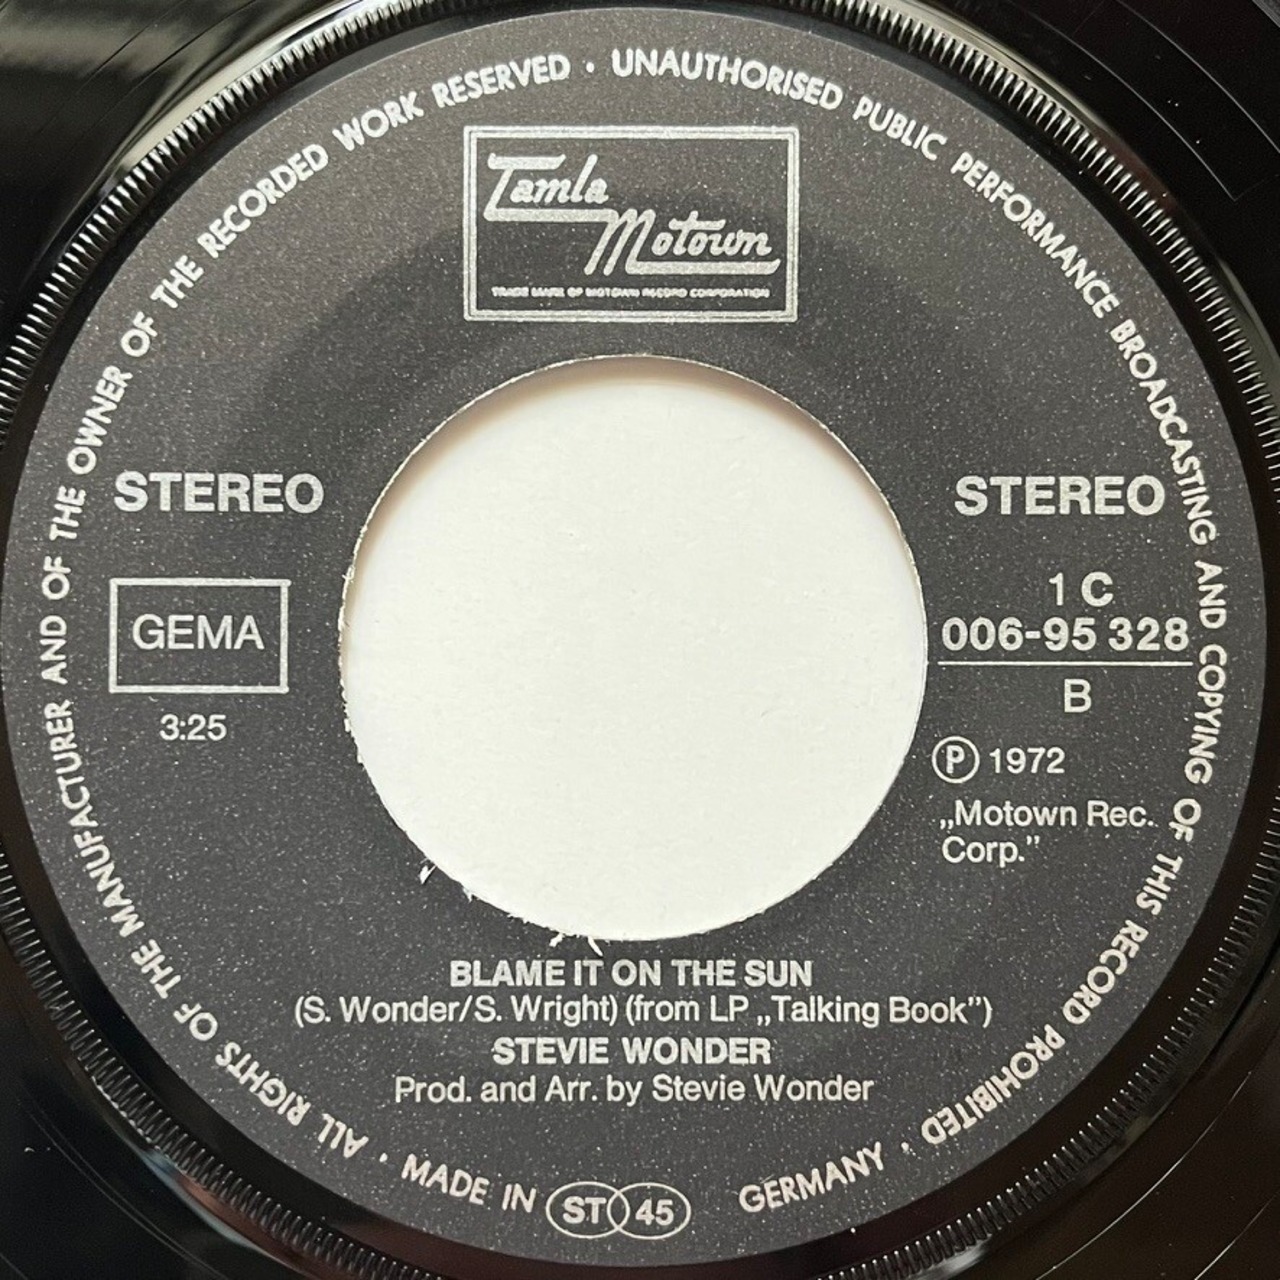 ALL RIGHTS OF THE MANUFACTURER AND OF THE OWNER OF THE RECORDED WORK RESERVED · UNAUTHORISED PUBLIC PERFORMANCE BROADCASTING AND COPYING OF THIS RECORD PROHIBITED ·
Tamla
Motown
TRADE MARK OF MOTOWN RECORD CORPORATION
STEREO
STEREO
GEMA
3:25
1 C
006-95 328
B
Ⓟ 1972
„Motown Rec.
Corp.”
BLAME IT ON THE SUN
(S. Wonder/S. Wright) (from LP „Talking Book”)
STEVIE WONDER
Prod. and Arr. by Stevie Wonder
· MADE IN ST 45 GERMANY